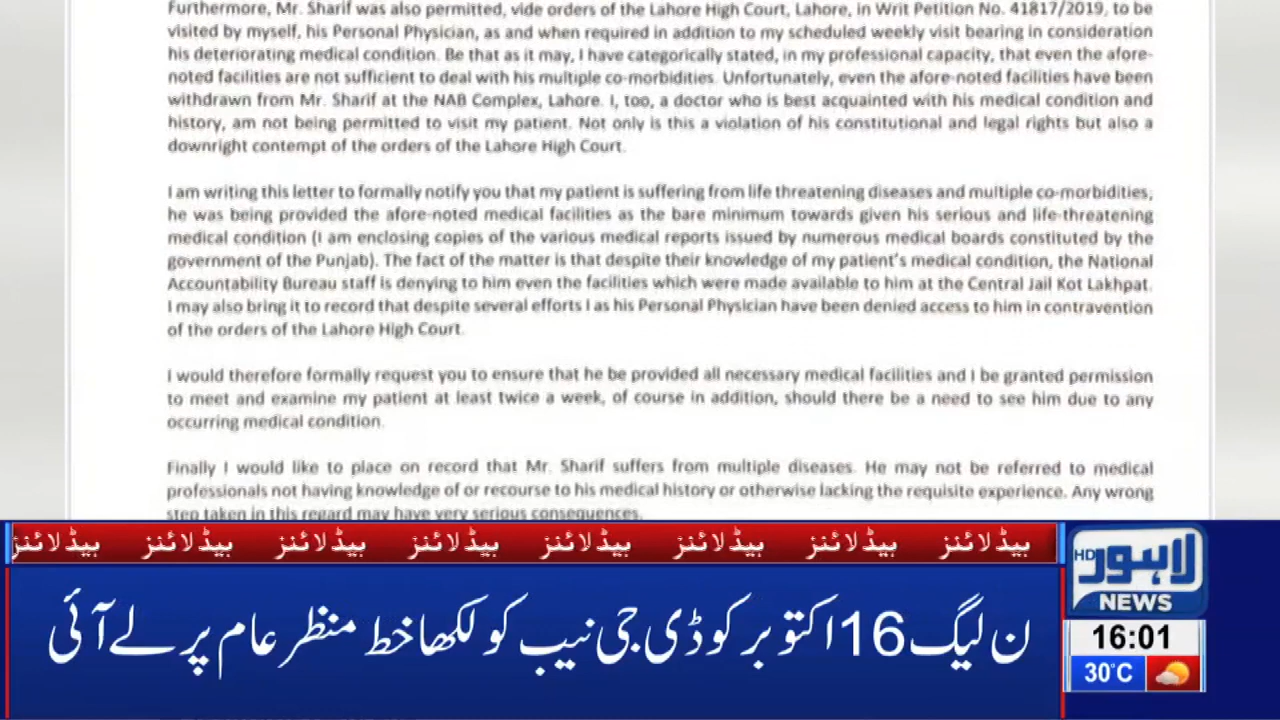 Furthermore, Mr. Sharif was also permitted, vide orders of the Lahore High Court, Lahore, in Writ Petition No. 41817/2019, to be
visited by myself, his Personal Physician, as and when required in addition to my scheduled weekly visit bearing in consideration
his deteriorating medical condition. Be that as it may, I have categorically stated, in my professional capacity, that even the afore-
noted facilities are not sufficient to deal with his multiple co-morbidities. Unfortunately, even the afore-noted facilities have been
withdrawn from Mr. Sharif at the NAB Complex, Lahore. I, too, a doctor who is best acquainted with his medical condition and
history, am not being permitted to visit my patient. Not only is this a violation of his constitutional and legal rights but also a
downright contempt of the orders of the Lahore High Court.
I am writing this letter to formally notify you that my patient is suffering from life threatening diseases and multiple co-morbidities,
he was being provided the afore-noted medical facilities as the bare minimum towards given his serious and life-threatening
medical condition (I am enclosing copies of the various medical reports issued by numerous medical boards constituted by the
government of the Punjab). The fact of the matter is that despite their knowledge of my patient's medical condition, the National
Accountability Bureau staff is denying to him even the facilities which were made available to him at the Central Jail Kot Lakhpat.
I may also bring it to record that despite several efforts I as his Personal Physician have been denied access to him in contravention
of the orders of the Lahore High Court.
I would therefore formally request you to ensure that he be provided all necessary medical facilities and I be granted permission
to meet and examine my patient at least twice a week, of course in addition, should there be a need to see him due to any
occurring medical condition.
Finally I would like to place on record that Mr. Sharif suffers from multiple diseases. He may not be referred to medical
professionals not having knowledge of or recourse to his medical history or otherwise lacking the requisite experience. Any wrong
step taken in this regard may have very serious consequences.
ہیڈلائنز ہیڈلائنز ہیڈلائنز ہیڈلائنز ہیڈلائنز ہیڈلائنز ہیڈلائنز ہیڈلائنز
ن لیگ 16 اکتوبر کو ڈی جی نیب کو لکھا خط منظر عام پر لے آئی
لاہور HD
NEWS
16:01
30°C